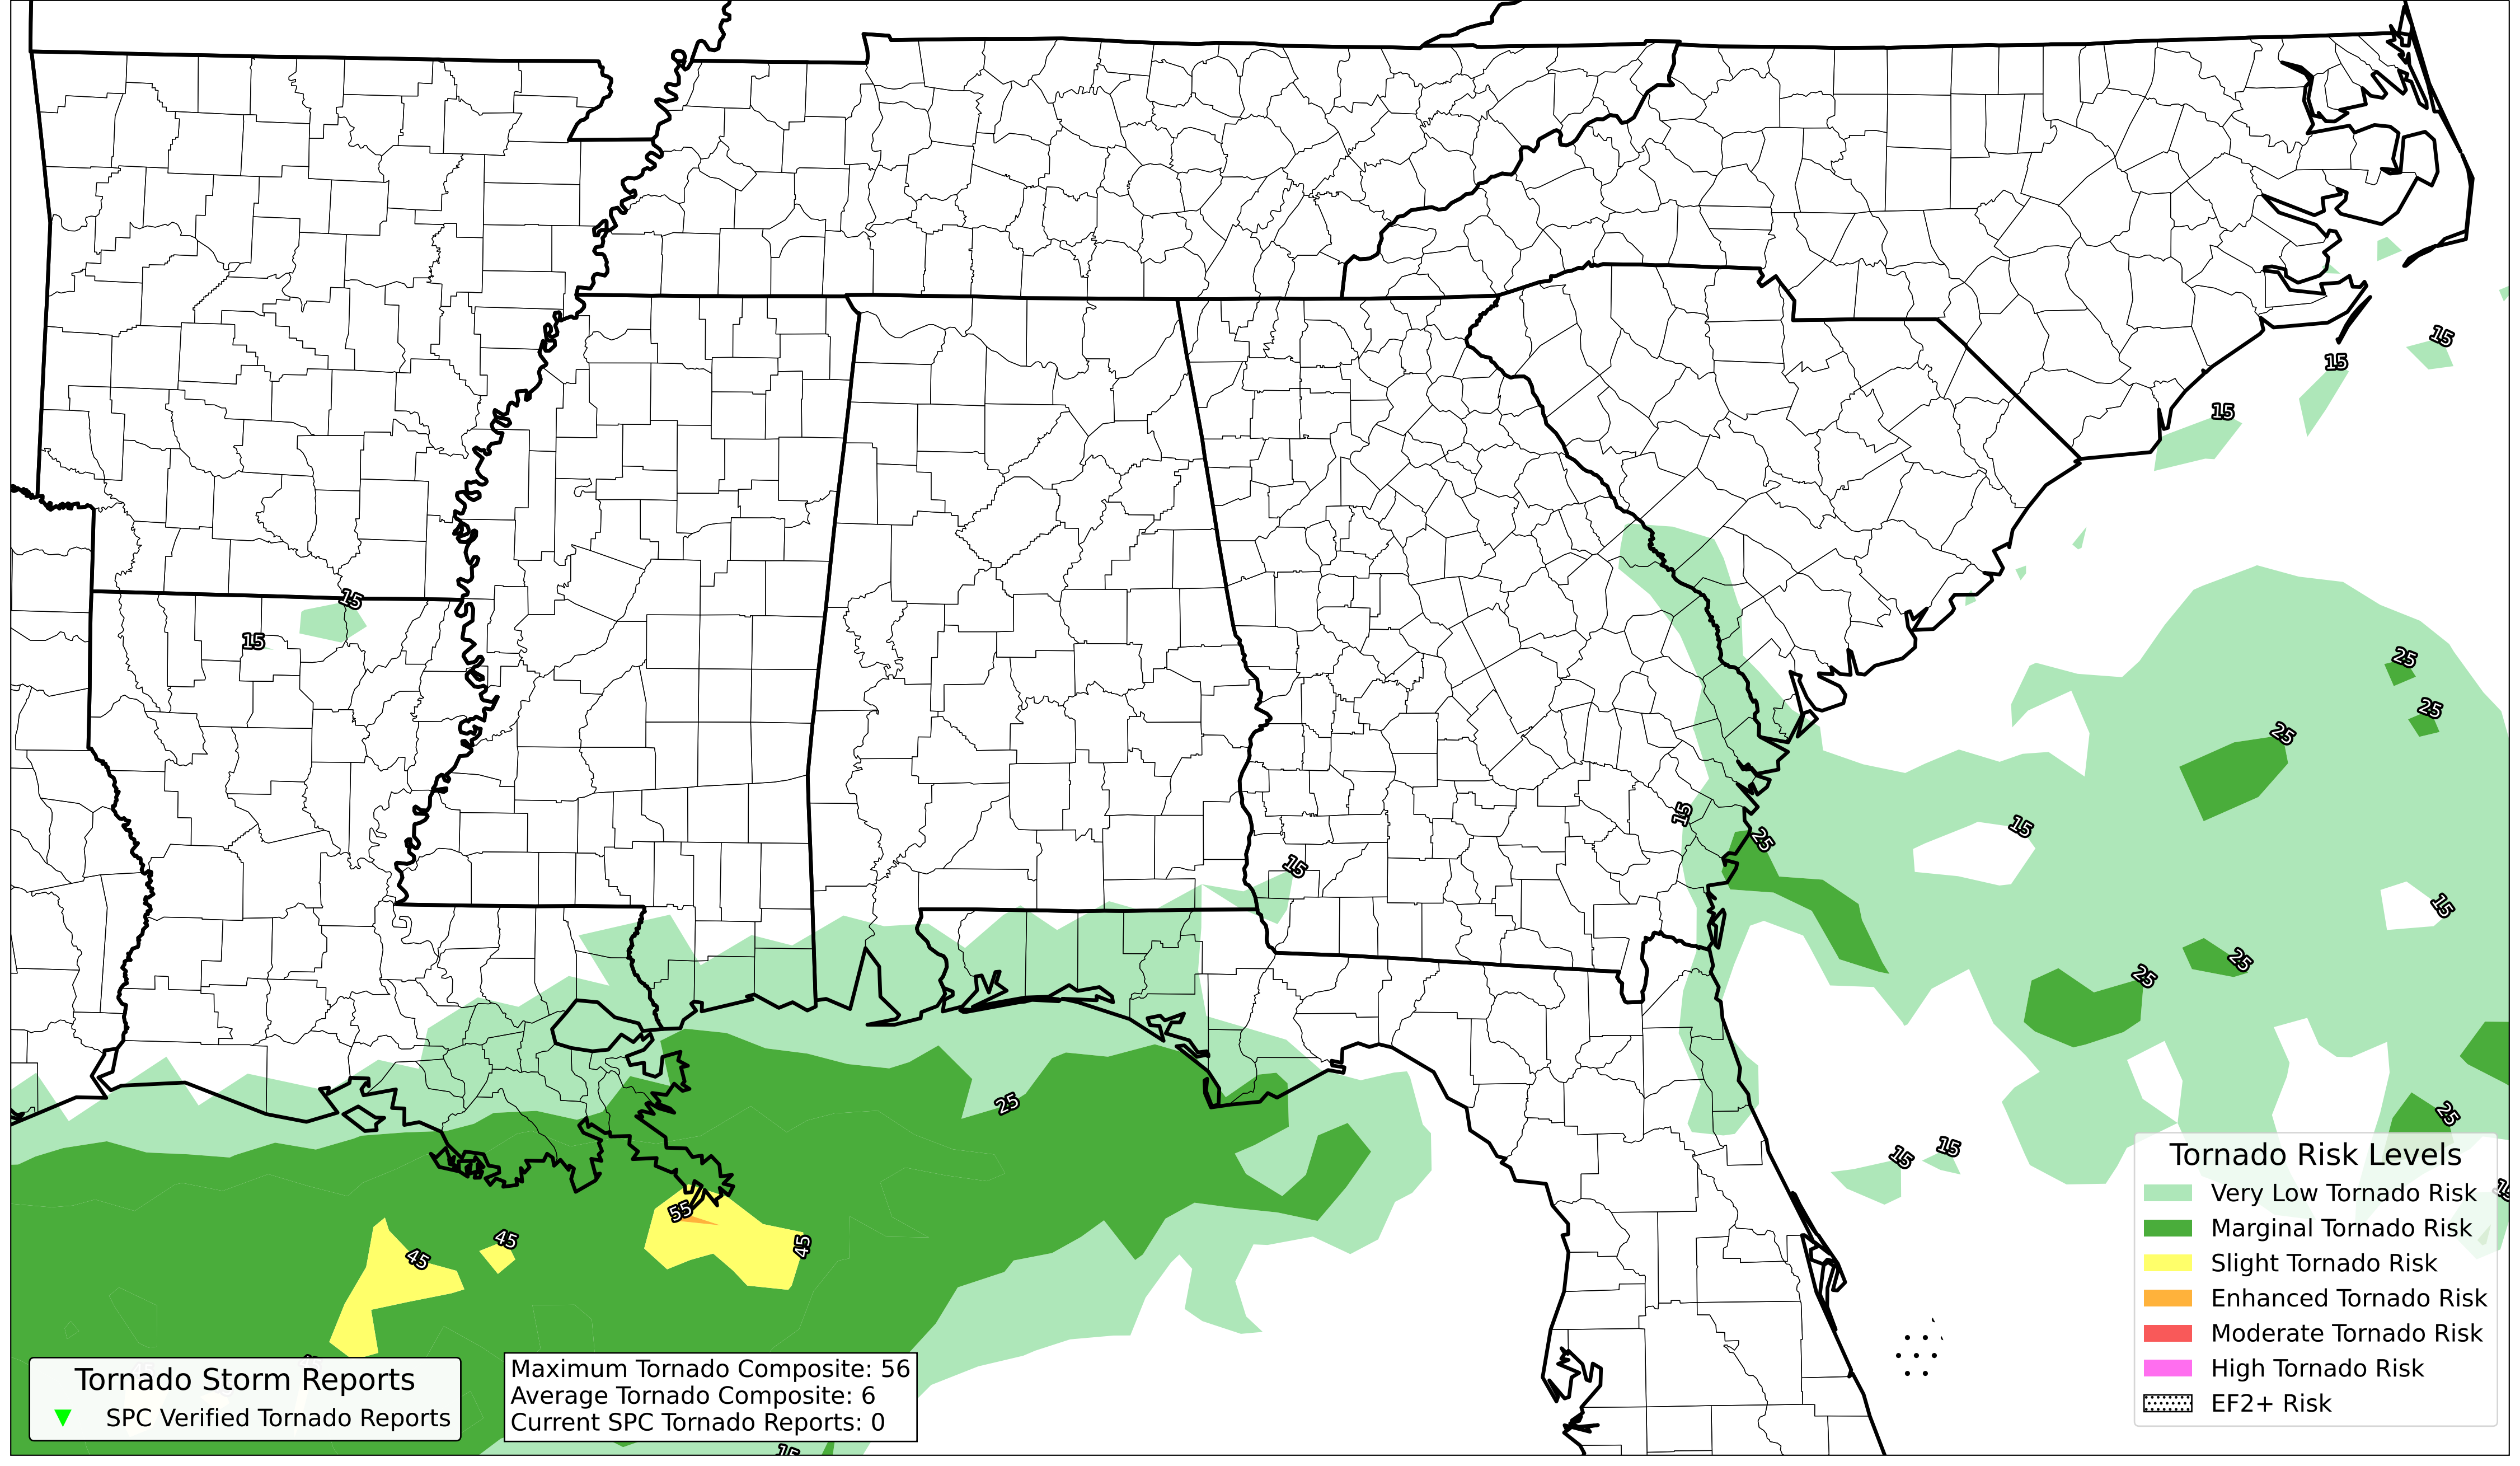 15
15
15
15
15
25
25
25
15
15
25
15
15
25
25
25
25
15
15
15
55
45
45
45
15
Tornado Risk Levels
Very Low Tornado Risk
Marginal Tornado Risk
Slight Tornado Risk
Enhanced Tornado Risk
Moderate Tornado Risk
High Tornado Risk
EF2+ Risk
Tornado Storm Reports
SPC Verified Tornado Reports
Maximum Tornado Composite: 56
Average Tornado Composite: 6
Current SPC Tornado Reports: 0